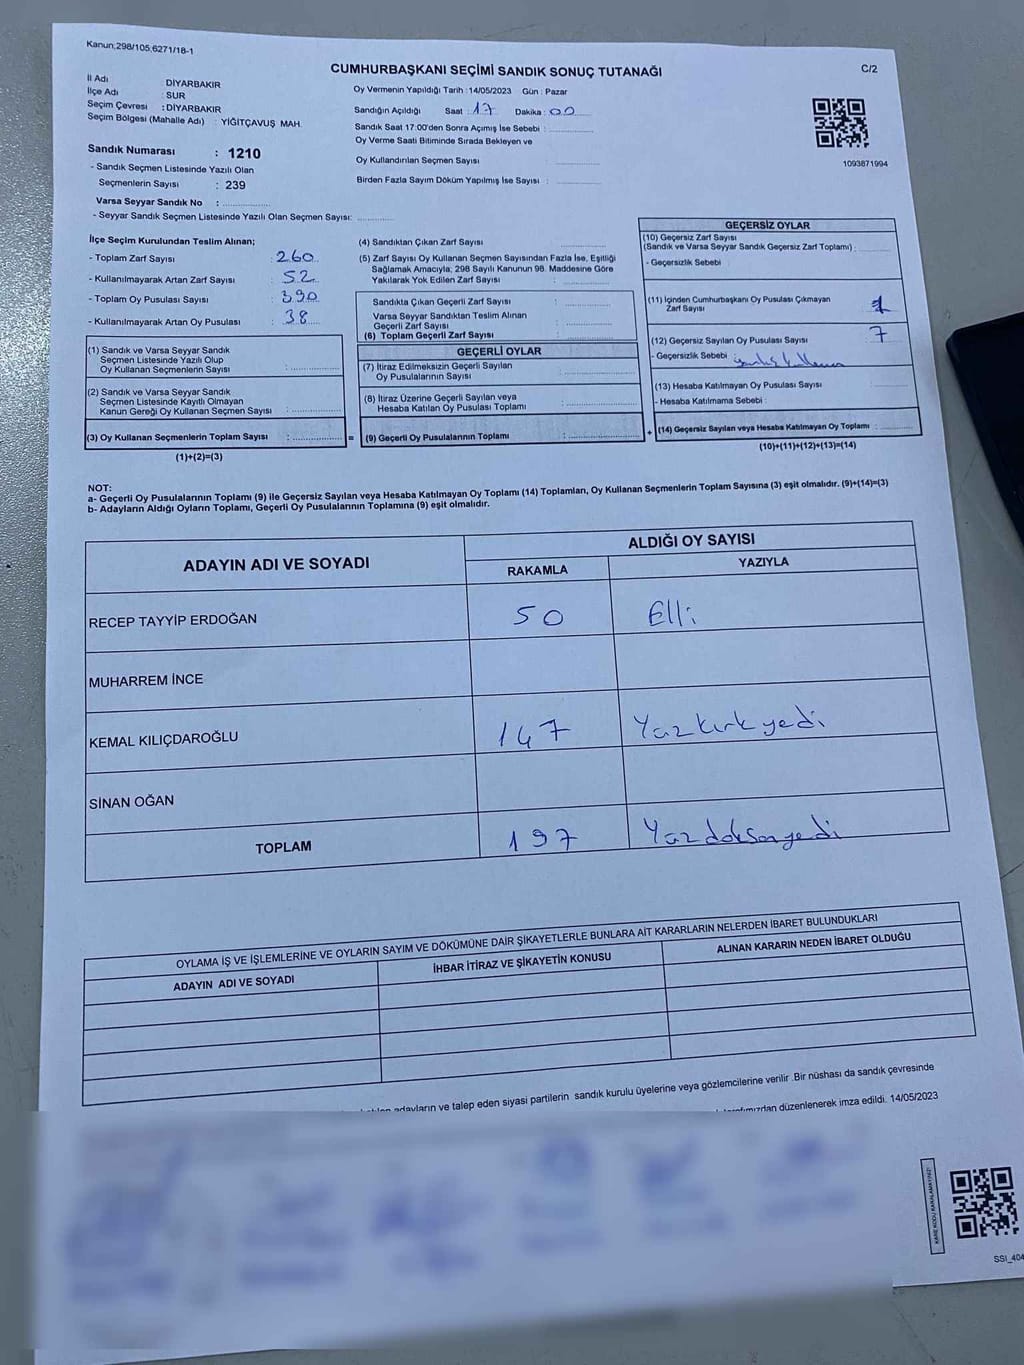 Kanun;298/105;6271/18-1
CUMHURBAŞKANI SEÇİMİ SANDIK SONUÇ TUTANAĞI
C/2
İl Adı : DİYARBAKIR
İlçe Adı : SUR
Seçim Çevresi : DİYARBAKIR
Seçim Bölgesi (Mahalle Adı) : YİĞİTÇAVUŞ MAH.
Sandık Numarası : 1210
- Sandık Seçmen Listesinde Yazılı Olan
Seçmenlerin Sayısı : 239
Varsa Seyyar Sandık No :
- Seyyar Sandık Seçmen Listesinde Yazılı Olan Seçmen Sayısı:
Oy Vermenin Yapıldığı Tarih : 14/05/2023 Gün : Pazar
Sandığın Açıldığı Saat : 17 Dakika : 00
Sandık Saat 17:00'den Sonra Açımış İse Sebebi :
Oy Verme Saati Bitiminde Sırada Bekleyen ve
Oy Kullandırılan Seçmen Sayısı :
Birden Fazla Sayım Döküm Yapılmış İse Sayısı :
1093871994
İlçe Seçim Kurulundan Teslim Alınan;
- Toplam Zarf Sayısı : 260
- Kullanılmayarak Artan Zarf Sayısı : 52
- Toplam Oy Pusulası Sayısı : 390
- Kullanılmayarak Artan Oy Pusulası : 38
(1) Sandık ve Varsa Seyyar Sandık
Seçmen Listesinde Yazılı Olup
Oy Kullanan Seçmenlerin Sayısı :
(2) Sandık ve Varsa Seyyar Sandık
Seçmen Listesinde Kayıtlı Olmayan
Kanun Gereği Oy Kullanan Seçmen Sayısı :
(3) Oy Kullanan Seçmenlerin Toplam Sayısı : =
(1)+(2)=(3)
(4) Sandıktan Çıkan Zarf Sayısı
(5) Zarf Sayısı Oy Kullanan Seçmen Sayısından Fazla İse, Eşitliği
Sağlamak Amacıyla, 298 Sayılı Kanunun 98. Maddesine Göre
Yakılarak Yok Edilen Zarf Sayısı :
Sandıkta Çıkan Geçerli Zarf Sayısı :
Varsa Seyyar Sandıktan Teslim Alınan
Geçerli Zarf Sayısı :
(6) Toplam Geçerli Zarf Sayısı :
GEÇERLİ OYLAR
(7) İtiraz Edilmeksizin Geçerli Sayılan
Oy Pusulalarının Sayısı :
(8) İtiraz Üzerine Geçerli Sayılan veya
Hesaba Katılan Oy Pusulası Toplamı :
(9) Geçerli Oy Pusulalarının Toplamı : +
GEÇERSİZ OYLAR
(10) Geçersiz Zarf Sayısı
(Sandık ve Varsa Seyyar Sandık Geçersiz Zarf Toplamı) :
- Geçersizlik Sebebi :
(11) İçinden Cumhurbaşkanı Oy Pusulası Çıkmayan
Zarf Sayısı 1
(12) Geçersiz Sayılan Oy Pusulası Sayısı 7
- Geçersizlik Sebebi :
(13) Hesaba Katılmayan Oy Pusulası Sayısı
- Hesaba Katılmama Sebebi :
(14) Geçersiz Sayılan veya Hesaba Katılmayan Oy Toplamı :
(10)+(11)+(12)+(13)=(14)
NOT:
a- Geçerli Oy Pusulalarının Toplamı (9) ile Geçersiz Sayılan veya Hesaba Katılmayan Oy Toplamı (14) Toplamları, Oy Kullanan Seçmenlerin Toplam Sayısına (3) eşit olmalıdır. (9)+(14)=(3)
b- Adayların Aldığı Oyların Toplamı, Geçerli Oy Pusulalarının Toplamına (9) eşit olmalıdır.
ADAYIN ADI VE SOYADI
ALDIĞI OY SAYISI
RAKAMLA YAZIYLA
RECEP TAYYİP ERDOĞAN 50 Elli
MUHARREM İNCE
KEMAL KILIÇDAROĞLU 147 Yüzkırkyedi
SİNAN OĞAN
TOPLAM 197 Yüzdoksanyedi
OYLAMA İŞ VE İŞLEMLERİNE VE OYLARIN SAYIM VE DÖKÜMÜNE DAİR ŞİKAYETLERLE BUNLARA AİT KARARLARIN NELERDEN İBARET BULUNDUKLARI
ADAYIN ADI VE SOYADI İHBAR İTİRAZ VE ŞİKAYETİN KONUSU ALINAN KARARIN NEDEN İBARET OLDUĞU
adayların ve talep eden siyasi partilerin sandık kurulu üyelerine veya gözlemcilerine verilir .Bir nüshası da sandık çevresinde
düzenlenerek imza edildi. 14/05/2023
SSI_404